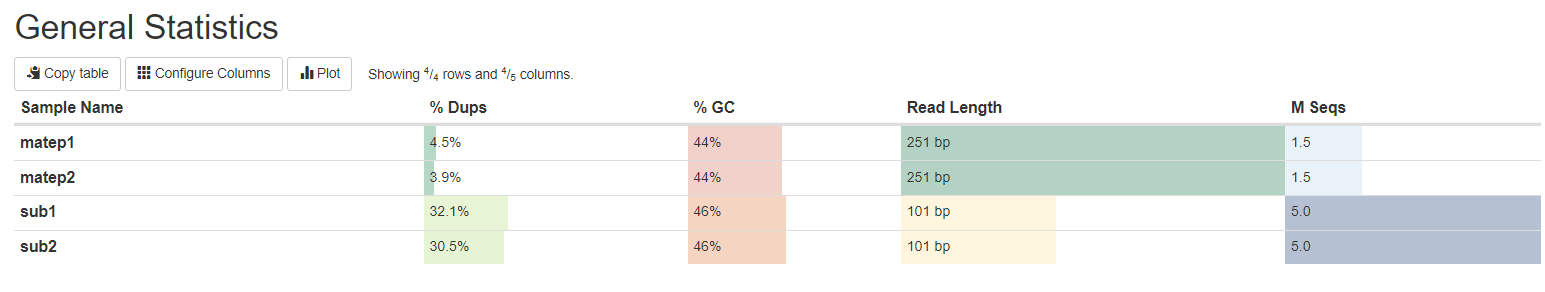 General Statistics
Copy table Configure Columns Plot Showing 4/4 rows and 4/5 columns.
Sample Name % Dups % GC Read Length M Seqs
matep1 4.5% 44% 251 bp 1.5
matep2 3.9% 44% 251 bp 1.5
sub1 32.1% 46% 101 bp 5.0
sub2 30.5% 46% 101 bp 5.0